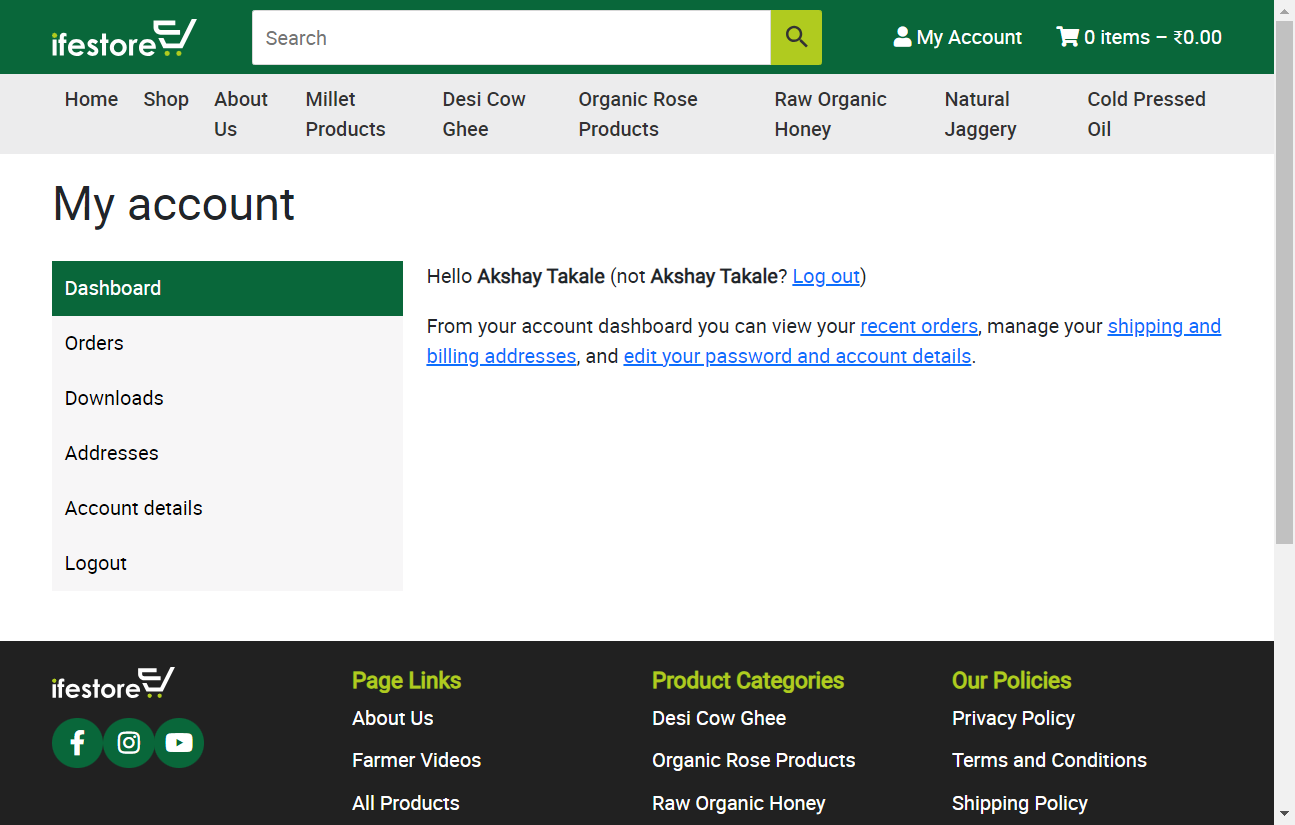 ifestore
Search
My Account
0 items – ₹0.00
Home
Shop
About Us
Millet Products
Desi Cow Ghee
Organic Rose Products
Raw Organic Honey
Natural Jaggery
Cold Pressed Oil
My account
Dashboard
Orders
Downloads
Addresses
Account details
Logout
Hello Akshay Takale (not Akshay Takale? Log out)
From your account dashboard you can view your recent orders, manage your shipping and
billing addresses, and edit your password and account details.
ifestore
Page Links
About Us
Farmer Videos
All Products
Product Categories
Desi Cow Ghee
Organic Rose Products
Raw Organic Honey
Our Policies
Privacy Policy
Terms and Conditions
Shipping Policy